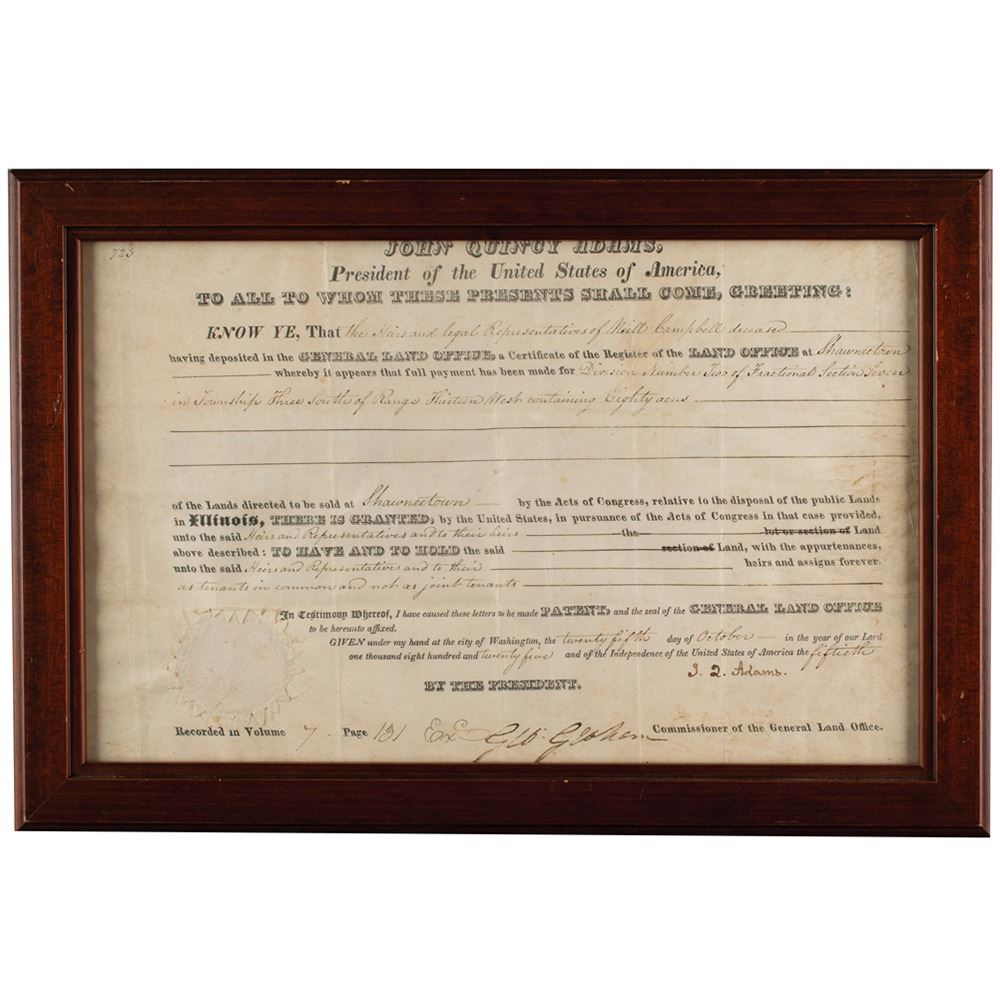 723
JOHN QUINCY ADAMS,
President of the United States of America,
TO ALL TO WHOM THESE PRESENTS SHALL COME, GREETING:
KNOW YE, That the Heirs and legal Representatives of Neill Campbell deceased
having deposited in the GENERAL LAND OFFICE, a Certificate of the Register of the LAND OFFICE at Shawneetown
whereby it appears that full payment has been made for Division Number Two of Fractional Section Seven
in Township Three South of Range Thirteen West containing Eighty acres
of the Lands directed to be sold at Shawneetown by the Acts of Congress, relative to the disposal of the public Lands
in Illinois, THERE IS GRANTED, by the United States, in pursuance of the Acts of Congress in that case provided,
unto the said Heirs and Representatives and to their heirs the lot or section of Land
above described: TO HAVE AND TO HOLD the said section of Land, with the appurtenances,
unto the said Heirs and Representatives and to their heirs and assigns forever.
as tenants in common and not as joint tenants
In Testimony Whereof, I have caused these letters to be made PATENT, and the seal of the GENERAL LAND OFFICE
to be hereunto affixed.
GIVEN under my hand at the city of Washington, the twenty fifth day of October in the year of our Lord
one thousand eight hundred and twenty five and of the Independence of the United States of America the fiftieth
J. Q. Adams.
BY THE PRESIDENT.
Recorded in Volume 7. Page 131 Ex Geo. Graham Commissioner of the General Land Office.